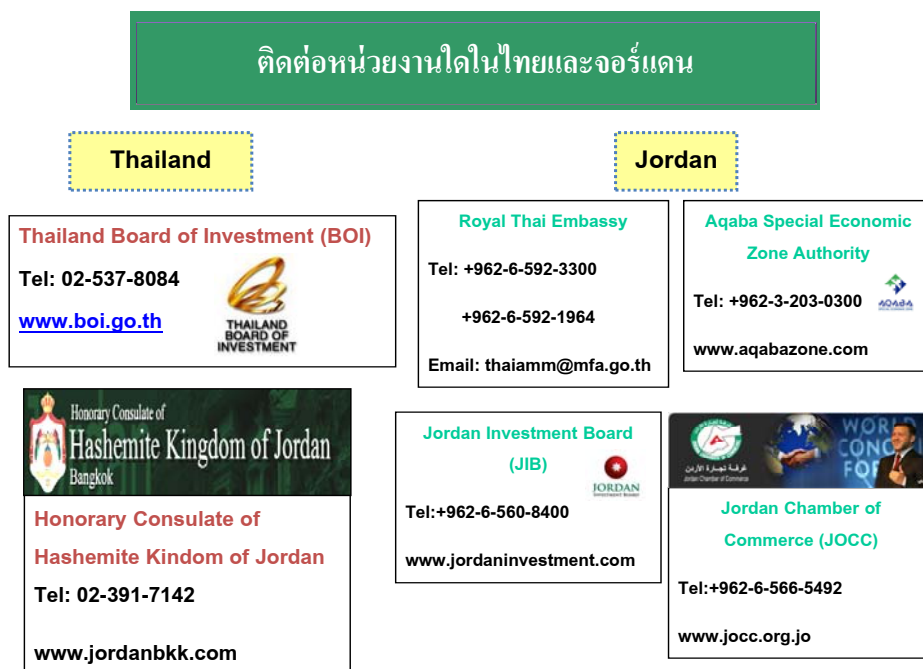 ติดต่อหน่วยงานใดในไทยและจอร์แดน
Thailand
Thailand Board of Investment (BOI)
Tel: 02-537-8084
www.boi.go.th
THAILAND
BOARD OF
INVESTMENT
Honorary Consulate of
Hashemite Kingdom of Jordan
Bangkok
Honorary Consulate of
Hashemite Kindom of Jordan
Tel: 02-391-7142
www.jordanbkk.com
Jordan
Royal Thai Embassy
Tel: +962-6-592-3300
+962-6-592-1964
Email: thaiamm@mfa.go.th
Aqaba Special Economic
Zone Authority
Tel: +962-3-203-0300
AQABA
www.aqabazone.com
Jordan Investment Board
(JIB)
JORDAN
INVESTMENT BOARD
Tel:+962-6-560-8400
www.jordaninvestment.com
غرفة تجارة الأردن
Jordan Chamber of Commerce
WORLD
Jordan Chamber of
Commerce (JOCC)
Tel:+962-6-566-5492
www.jocc.org.jo